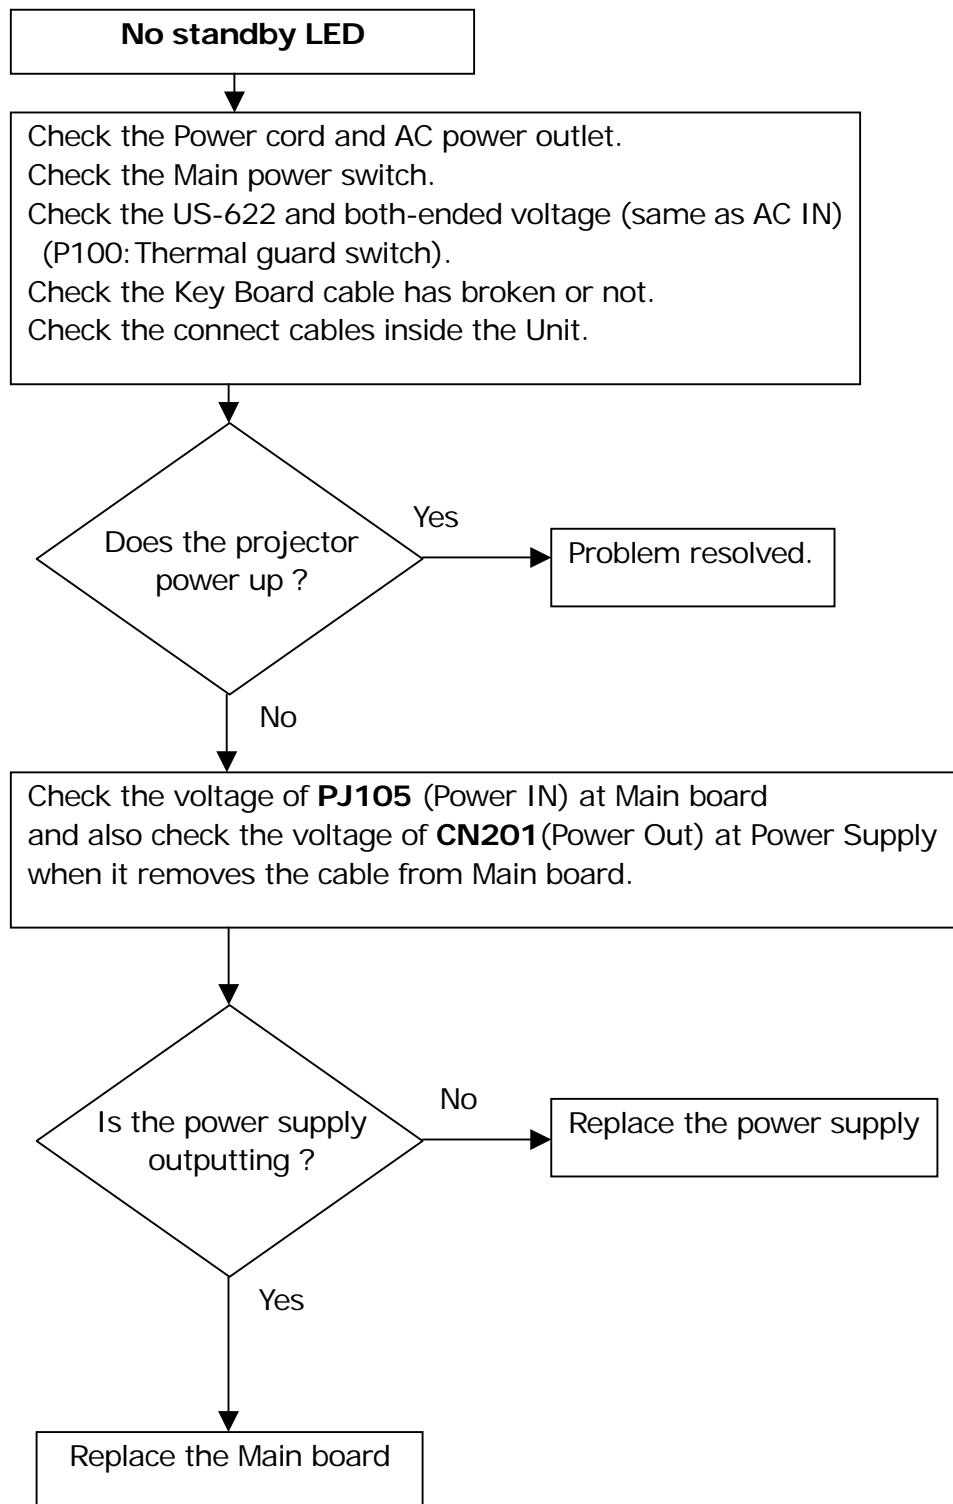 No standby LED
Check the Power cord and AC power outlet.
Check the Main power switch.
Check the US-622 and both-ended voltage (same as AC IN)
(P100: Thermal guard switch).
Check the Key Board cable has broken or not.
Check the connect cables inside the Unit.
Does the projector
power up ?
Yes
Problem resolved.
No
Check the voltage of PJ105 (Power IN) at Main board
and also check the voltage of CN201(Power Out) at Power Supply
when it removes the cable from Main board.
Is the power supply
outputting ?
No
Replace the power supply
Yes
Replace the Main board